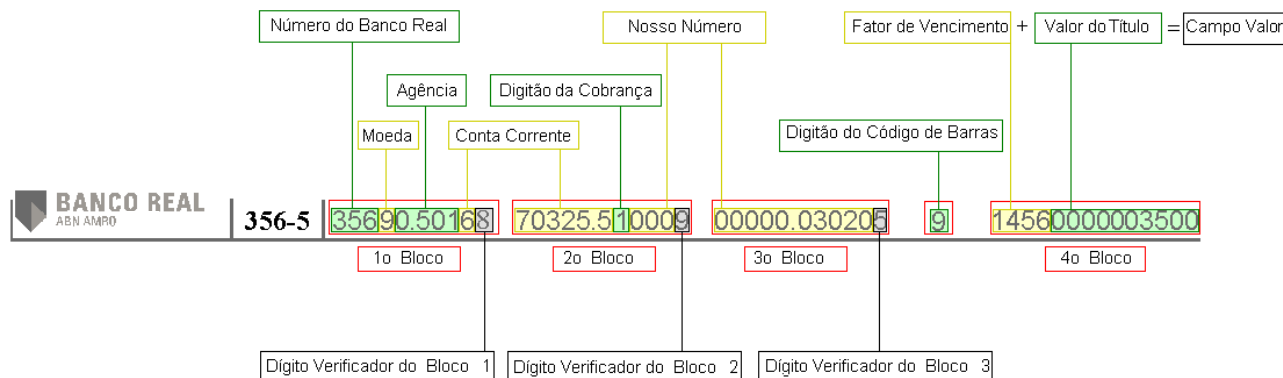 Número do Banco Real
Nosso Número
Fator de Vencimento + Valor do Título = Campo Valor
Agência
Digitão da Cobrança
Moeda
Conta Corrente
Digitão do Código de Barras
BANCO REAL
ABN AMRO
356-5
35690.50168 70325.510009 00000.030205 9 14560000003500
1o Bloco
2o Bloco
3o Bloco
4o Bloco
Dígito Verificador do Bloco 1
Dígito Verificador do Bloco 2
Dígito Verificador do Bloco 3